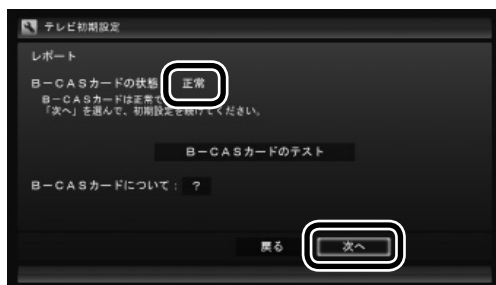 テレビ初期設定
レポート
B－CASカードの状態 正常
B－CASカードは正常で
「次へ」を選んで、初期設定を続けてください。
B－CASカードのテスト
B－CASカードについて： ？
戻る 次へ